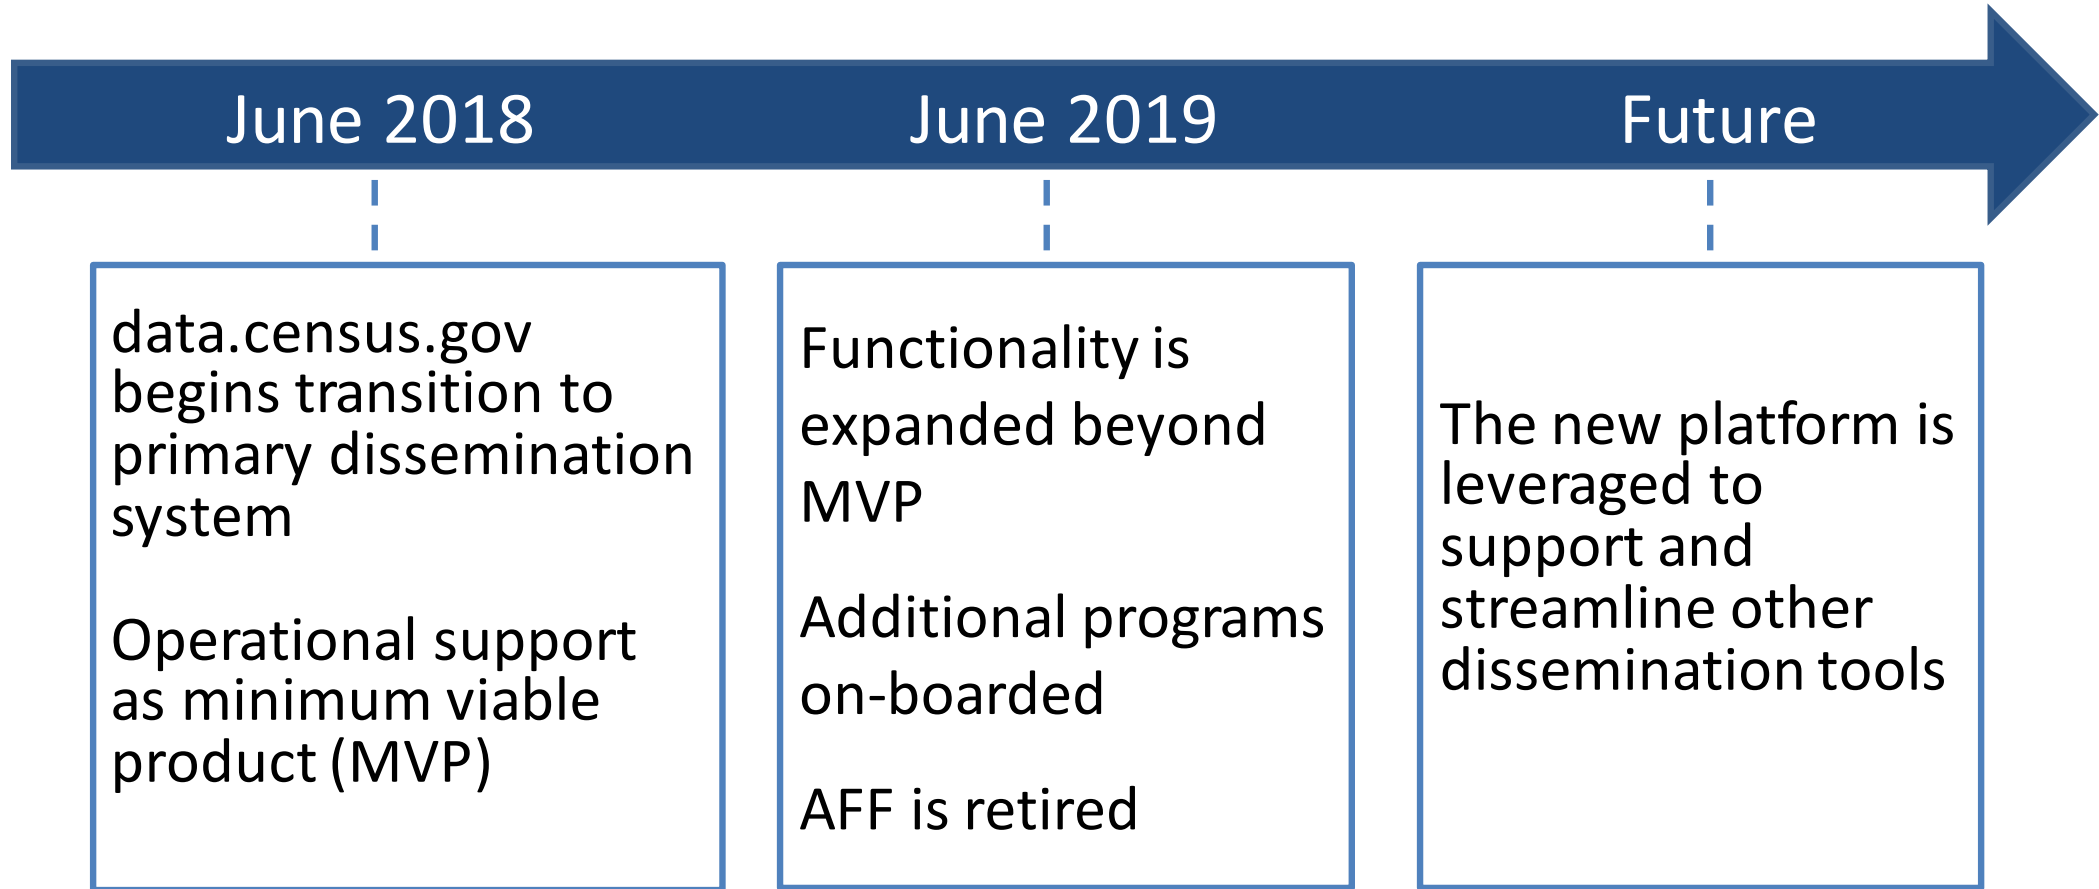 June 2018
June 2019
Future
data.census.gov
begins transition to
primary dissemination
system
Operational support
as minimum viable
product (MVP)
Functionality is
expanded beyond
MVP
Additional programs
on-boarded
AFF is retired
The new platform is
leveraged to
support and
streamline other
dissemination tools